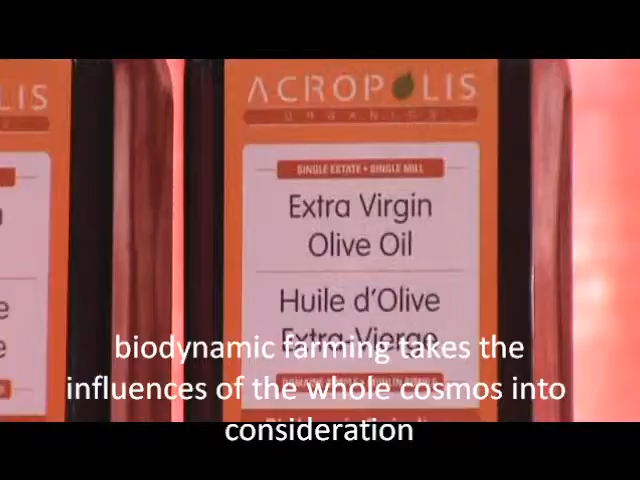 LIS
ACROPOLIS
ORGANICS
SINGLE ESTATE • SINGLE MILL
Extra Virgin
Olive Oil
Huile d'Olive
Extra-Vierge
biodynamic farming takes the
influences of the whole cosmos into
consideration